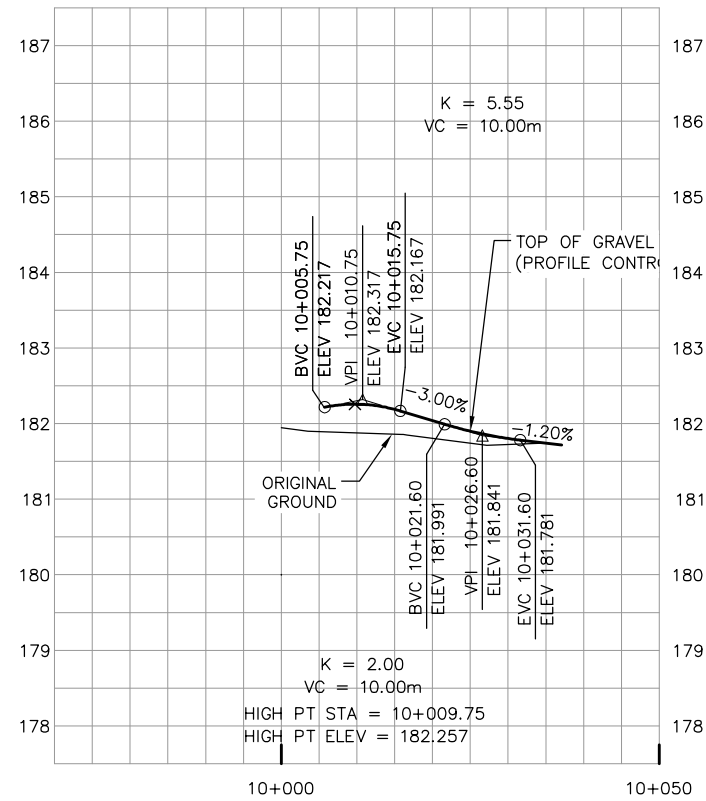 187
187
K = 5.55
VC = 10.00m
186
186
185
185
BVC 10+005.75
ELEV 182.217
VPI 10+010.75
ELEV 182.317
EVC 10+015.75
ELEV 182.167
TOP OF GRAVEL
(PROFILE CONTRO
184
184
183
183
-3.00%
182
182
-1.20%
ORIGINAL
GROUND
181
181
BVC 10+021.60
ELEV 181.991
VPI 10+026.60
ELEV 181.841
EVC 10+031.60
ELEV 181.781
180
180
179
179
K = 2.00
VC = 10.00m
HIGH PT STA = 10+009.75
HIGH PT ELEV = 182.257
178
178
10+000
10+050